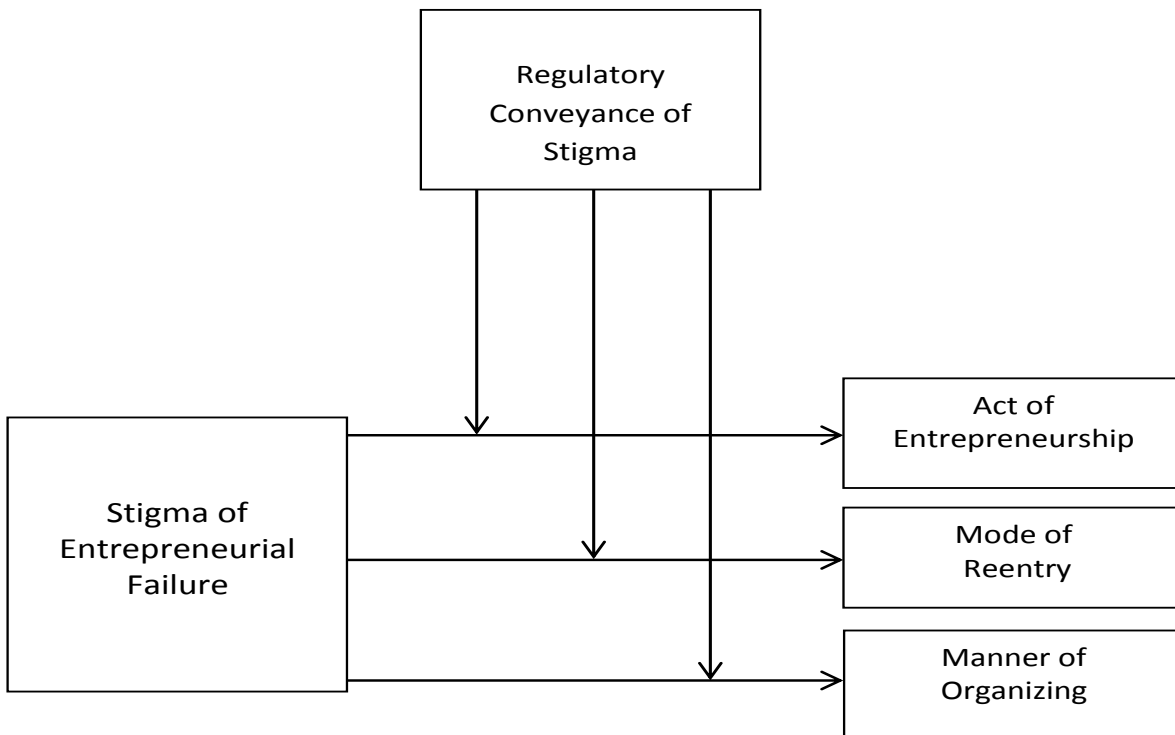 Regulatory
Conveyance of
Stigma
Act of
Entrepreneurship
Stigma of
Entrepreneurial
Failure
Mode of
Reentry
Manner of
Organizing